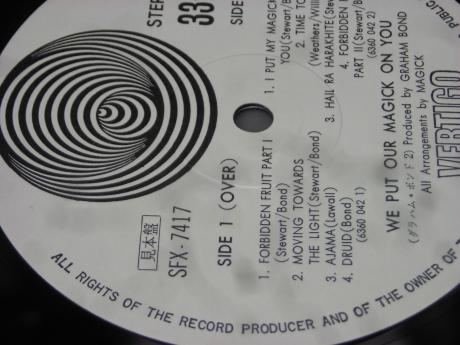 STER
33
SIDE
1. I PUT MY MAGICK
YOU(Stewart/Bond)
2. TIME TO
(Weathers/Willi
3. HAIL RA HARAKHITE(Ste
4. FORBIDDEN
PART II(Stewart/B
(6360 042 2)
WE PUT OUR MAGICK ON YOU
(グラハム・ボンド 2) Produced by GRAHAM BOND
All Arrangements by MAGICK
VERTIGO
見本盤
SFX-7417
SIDE 1 (OVER)
1. FORBIDDEN FRUIT PART I
(Stewart/Bond)
2. MOVING TOWARDS
THE LIGHT(Stewart/Bond)
3. AJAMA(Lawall)
4. DRUID(Bond)
(6360 042 1)
ALL RIGHTS OF THE RECORD PRODUCER AND OF THE OWNER OF
PUBLIC